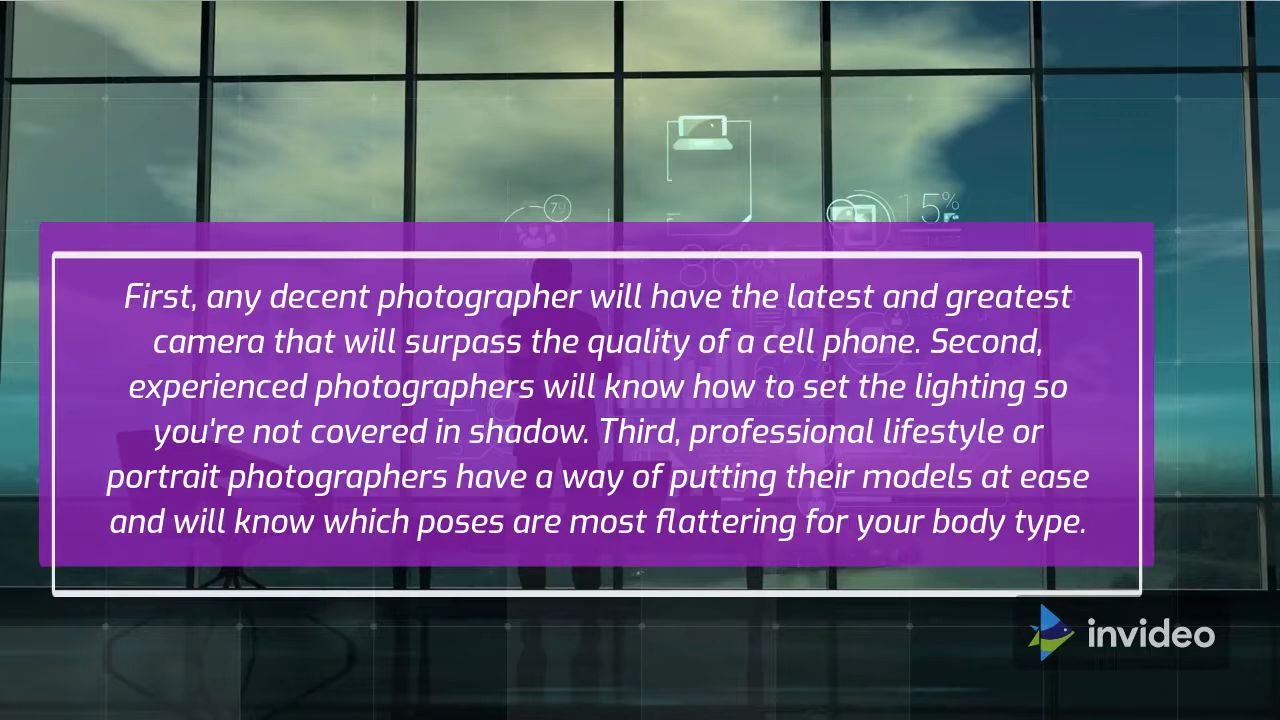 79
15%
86%
First, any decent photographer will have the latest and greatest
camera that will surpass the quality of a cell phone. Second,
experienced photographers will know how to set the lighting so
you're not covered in shadow. Third, professional lifestyle or
portrait photographers have a way of putting their models at ease
and will know which poses are most flattering for your body type.
invideo